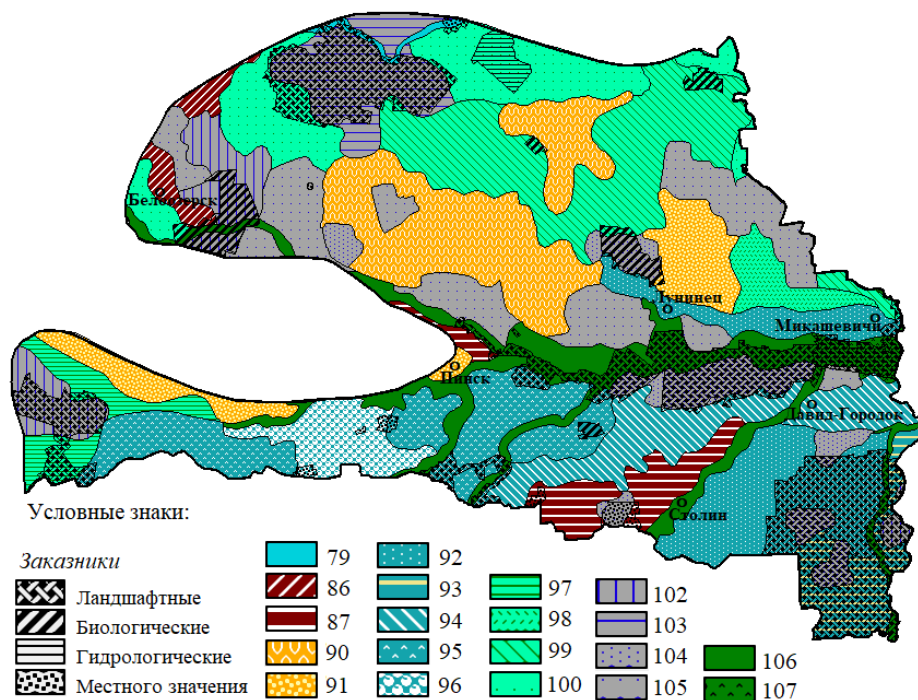 Белоозерск
Лунинец
Микашевичи
Пинск
Давид-Городок
Столин
Условные знаки:
Заказники
Ландшафтные
Биологические
Гидрологические
Местного значения
79
86
87
90
91
92
93
94
95
96
97
98
99
100
102
103
104
105
106
107